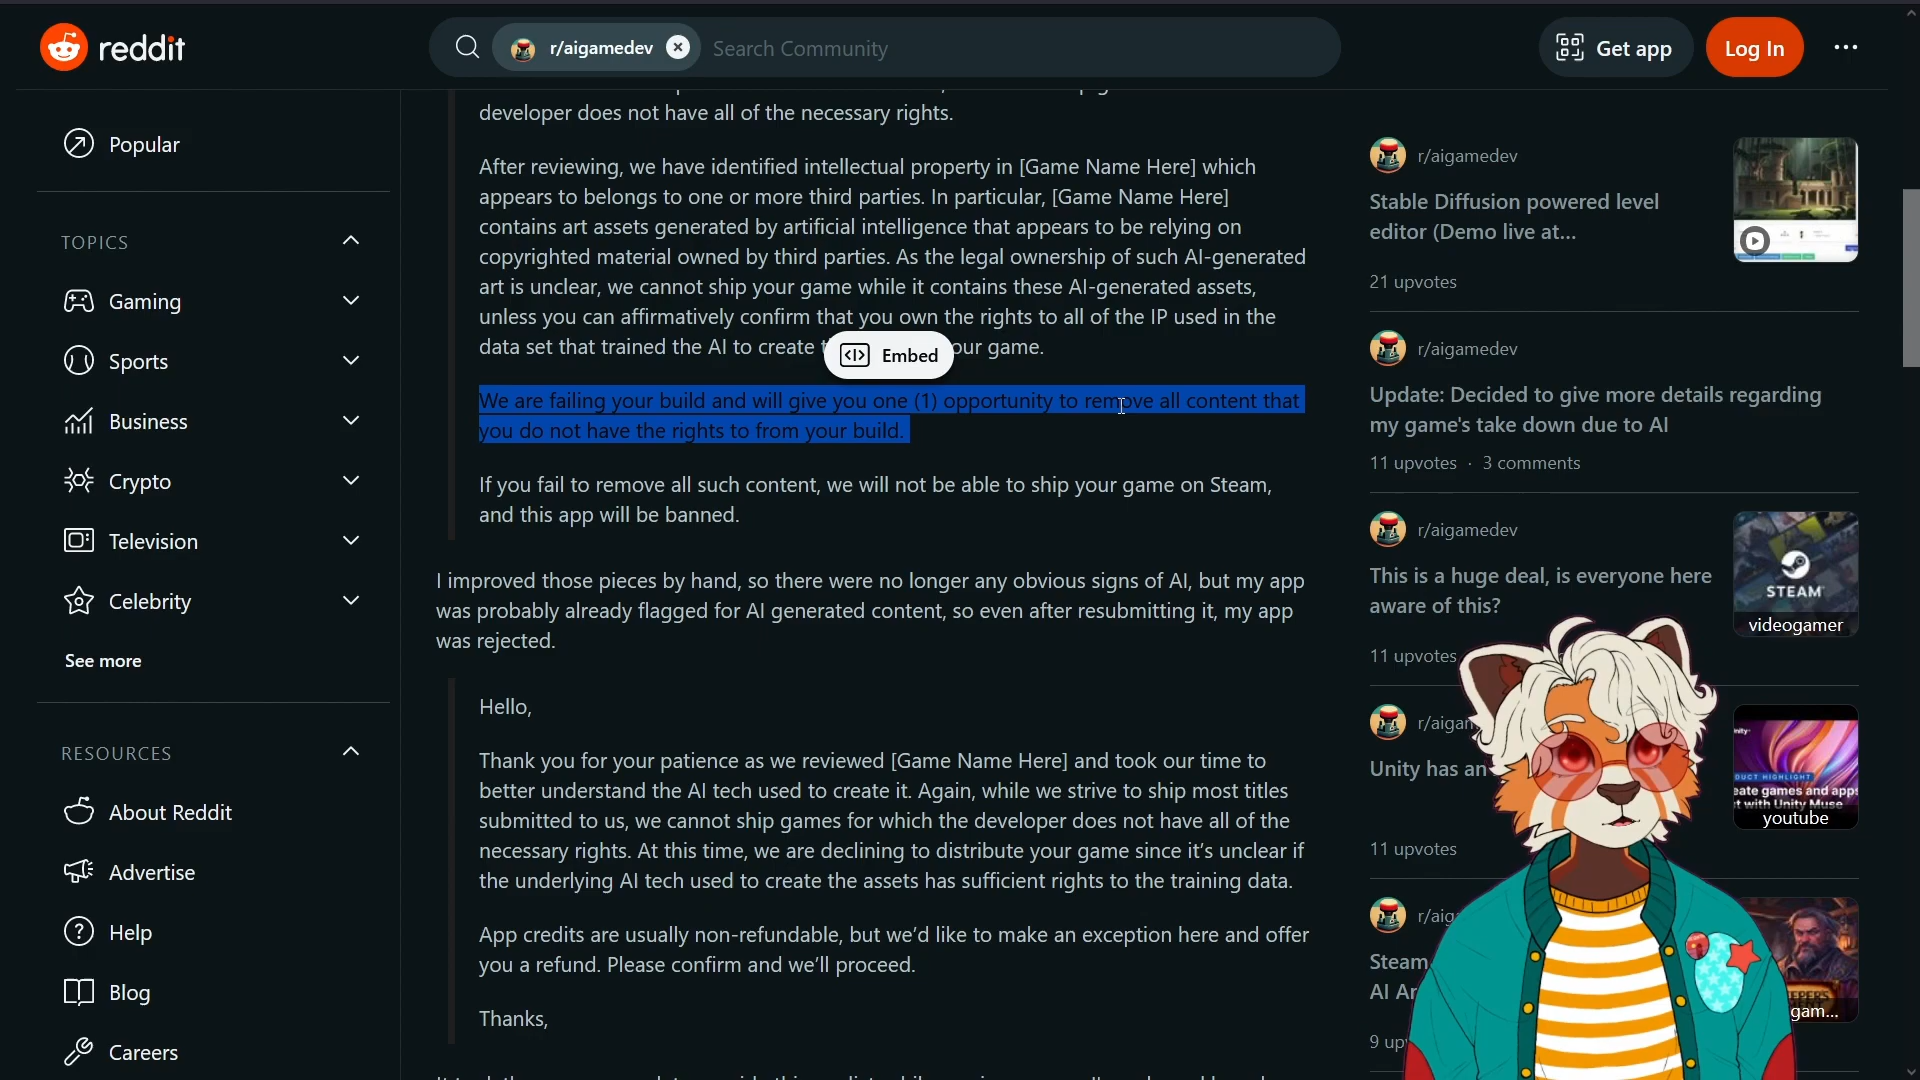 reddit
r/aigamedev
Search Community
Get app
Log In
Popular
TOPICS
Gaming
Sports
Business
Crypto
Television
Celebrity
See more
RESOURCES
About Reddit
Advertise
Help
Blog
Careers
developer does not have all of the necessary rights.
After reviewing, we have identified intellectual property in [Game Name Here] which
appears to belongs to one or more third parties. In particular, [Game Name Here]
contains art assets generated by artificial intelligence that appears to be relying on
copyrighted material owned by third parties. As the legal ownership of such AI-generated
art is unclear, we cannot ship your game while it contains these AI-generated assets,
unless you can affirmatively confirm that you own the rights to all of the IP used in the
data set that trained the AI to create
our game.
Embed
We are failing your build and will give you one (1) opportunity to remove all content that
you do not have the rights to from your build.
If you fail to remove all such content, we will not be able to ship your game on Steam,
and this app will be banned.
I improved those pieces by hand, so there were no longer any obvious signs of AI, but my app
was probably already flagged for AI generated content, so even after resubmitting it, my app
was rejected.
Hello,
Thank you for your patience as we reviewed [Game Name Here] and took our time to
better understand the AI tech used to create it. Again, while we strive to ship most titles
submitted to us, we cannot ship games for which the developer does not have all of the
necessary rights. At this time, we are declining to distribute your game since it's unclear if
the underlying AI tech used to create the assets has sufficient rights to the training data.
App credits are usually non-refundable, but we'd like to make an exception here and offer
you a refund. Please confirm and we'll proceed.
Thanks,
r/aigamedev
Stable Diffusion powered level
editor (Demo live at...
21 upvotes
r/aigamedev
Update: Decided to give more details regarding
my game's take down due to AI
11 upvotes · 3 comments
r/aigamedev
This is a huge deal, is everyone here
aware of this?
STEAM
videogamer
11 upvotes
Unity has an
DUCT HIGHLIGHT
eate games and apps
t with Unity Muse
youtube
11 upvotes
Steam
AI Ar
gam...